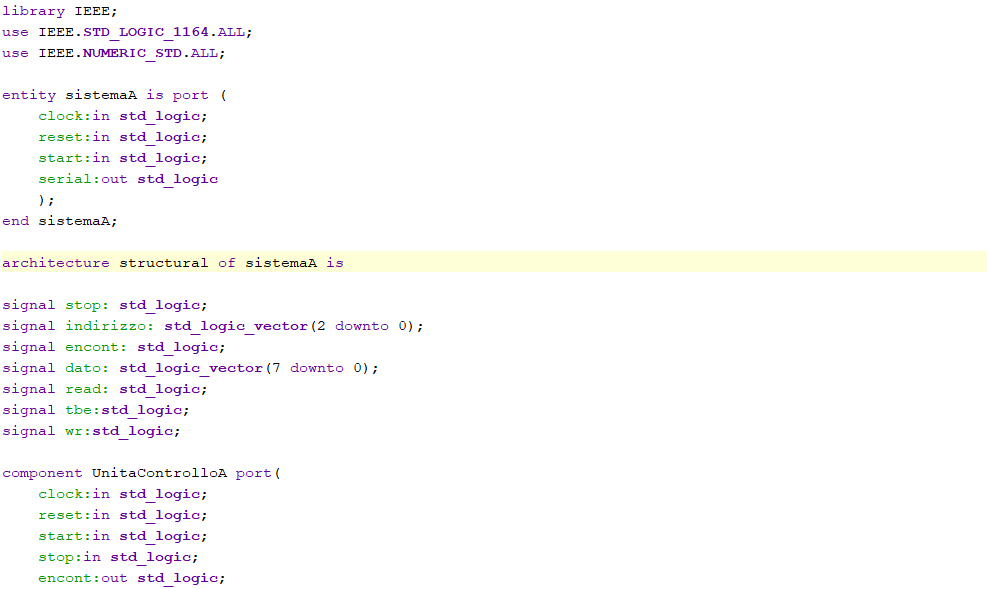 library IEEE;
use IEEE.STD_LOGIC_1164.ALL;
use IEEE.NUMERIC_STD.ALL;
entity sistemaA is port (
clock:in std_logic;
reset:in std_logic;
start:in std_logic;
serial:out std_logic
);
end sistemaA;
architecture structural of sistemaA is
signal stop: std_logic;
signal indirizzo: std_logic_vector(2 downto 0);
signal encont: std_logic;
signal dato: std_logic_vector(7 downto 0);
signal read: std_logic;
signal tbe:std_logic;
signal wr:std_logic;
component UnitaControlloA port(
clock:in std_logic;
reset:in std_logic;
start:in std_logic;
stop:in std_logic;
encont:out std_logic;